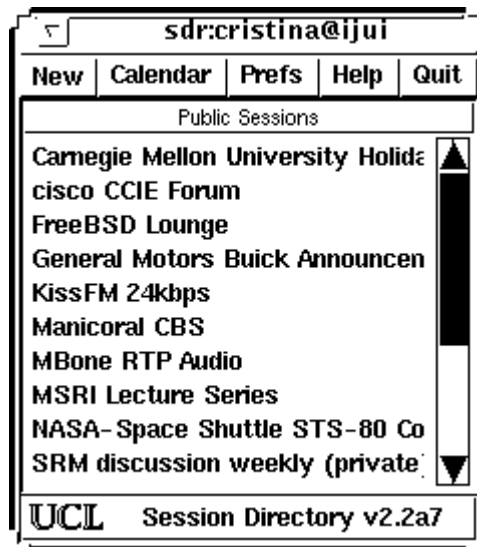 sdr:cristina@ijui
New Calendar Prefs Help Quit
Public Sessions
Carnegie Mellon University Holida
cisco CCIE Forum
FreeBSD Lounge
General Motors Buick Announcen
KissFM 24kbps
Manicoral CBS
MBone RTP Audio
MSRI Lecture Series
NASA-Space Shuttle STS-80 Co
SRM discussion weekly (private)
UCL Session Directory v2.2a7